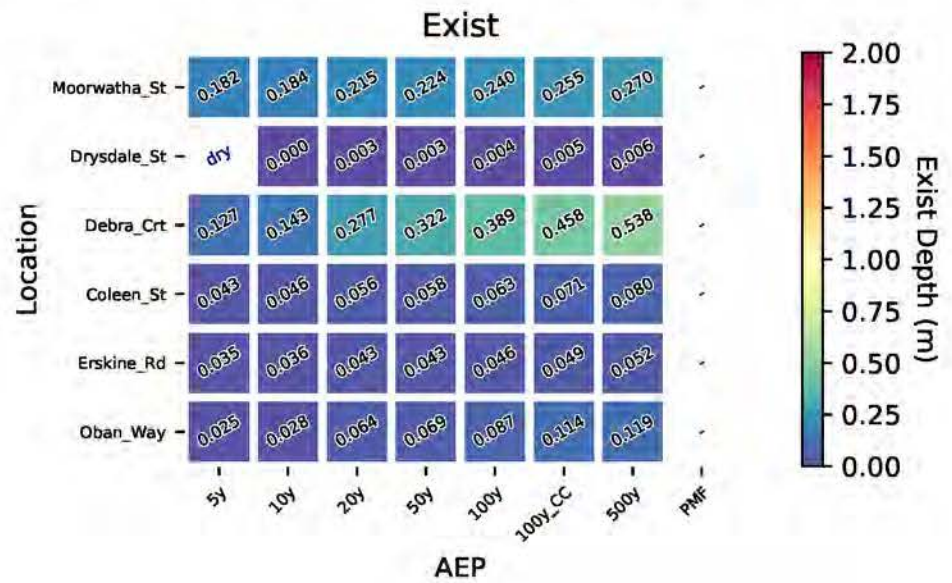 Exist
Moorwatha_St 0.182 0.184 0.215 0.224 0.240 0.255 0.270 -
Drysdale_St dry 0.000 0.003 0.003 0.004 0.005 0.006 -
Debra_Crt 0.127 0.143 0.277 0.322 0.389 0.458 0.538 -
Coleen_St 0.043 0.046 0.056 0.058 0.063 0.071 0.080 -
Erskine_Rd 0.035 0.036 0.043 0.043 0.046 0.049 0.052 -
Oban_Way 0.025 0.028 0.064 0.069 0.087 0.114 0.119 -
5y 10y 20y 50y 100y 100y_CC 500y PMF
AEP
Location
2.00
1.75
1.50
1.25
1.00
0.75
0.50
0.25
0.00
Exist Depth (m)